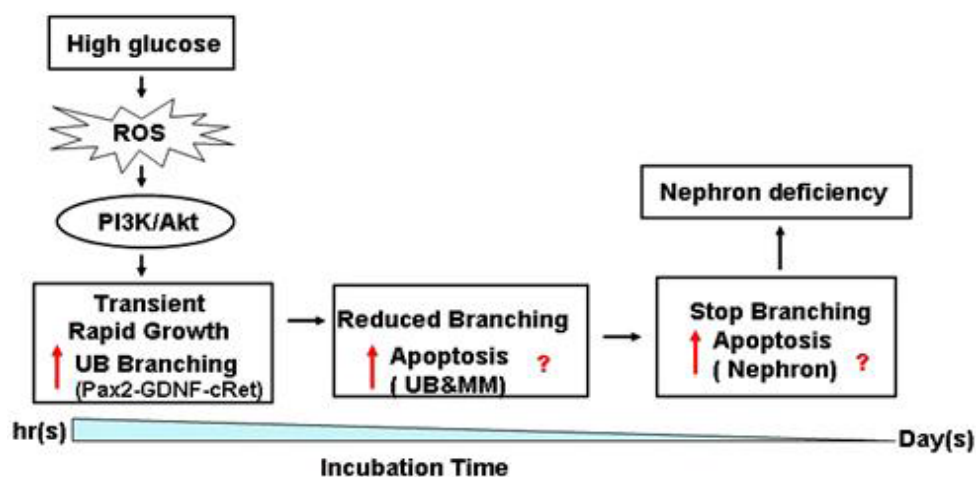 High glucose
ROS
PI3K/Akt
Transient
Rapid Growth
UB Branching
(Pax2-GDNF-cRet)
Reduced Branching
Apoptosis ?
( UB&MM)
Stop Branching
Apoptosis
( Nephron) ?
Nephron deficiency
hr(s)
Day(s)
Incubation Time